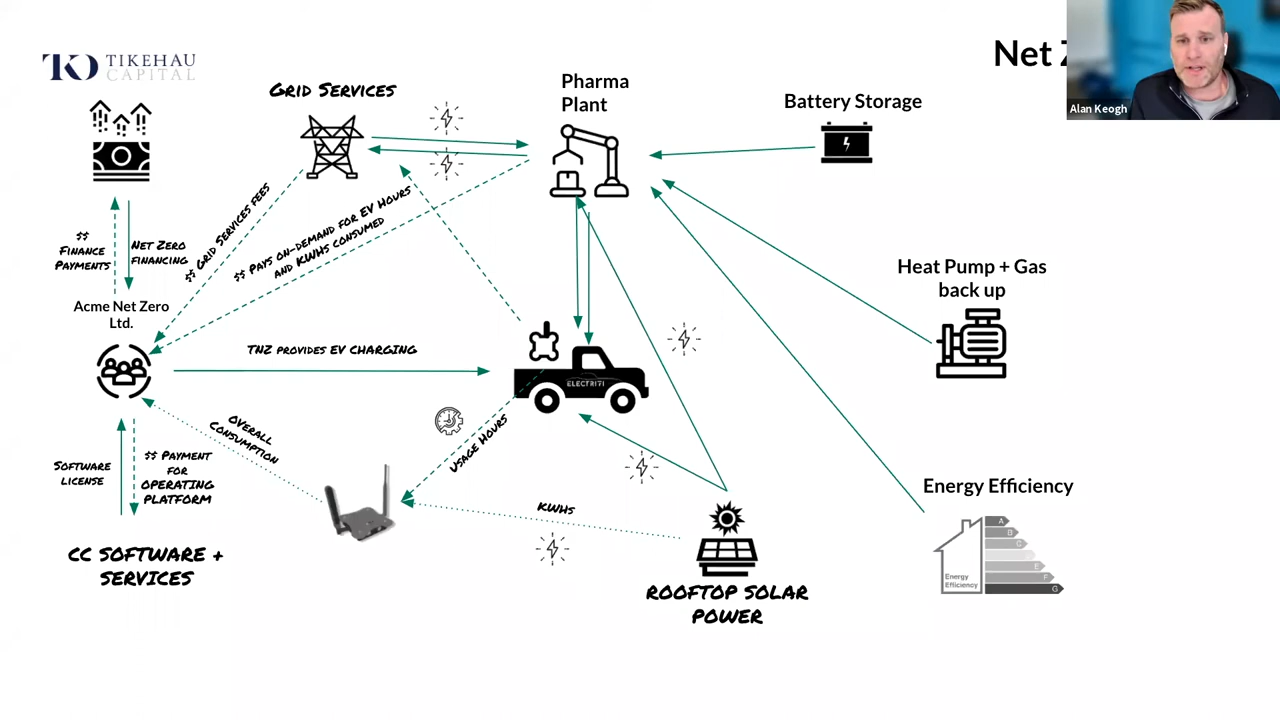 TIKEHAU
CAPITAL
Net
Alan Keogh
Grid Services
Pharma
Plant
Battery Storage
$$ Grid Services fees
$$ Pays on-demand for EV Hours
and KWHs consumed
$$
Finance
Payments
Net Zero
financing
Acme Net Zero
Ltd.
TNZ provides EV charging
ELECTRIFI
Heat Pump + Gas
back up
Overall
Consumption
Usage Hours
Software
license
$$ Payment
for
operating
platform
KWHs
CC SOFTWARE +
SERVICES
ROOFTOP SOLAR
POWER
Energy Efficiency
A
B
E
F
G
Energy
Efficiency